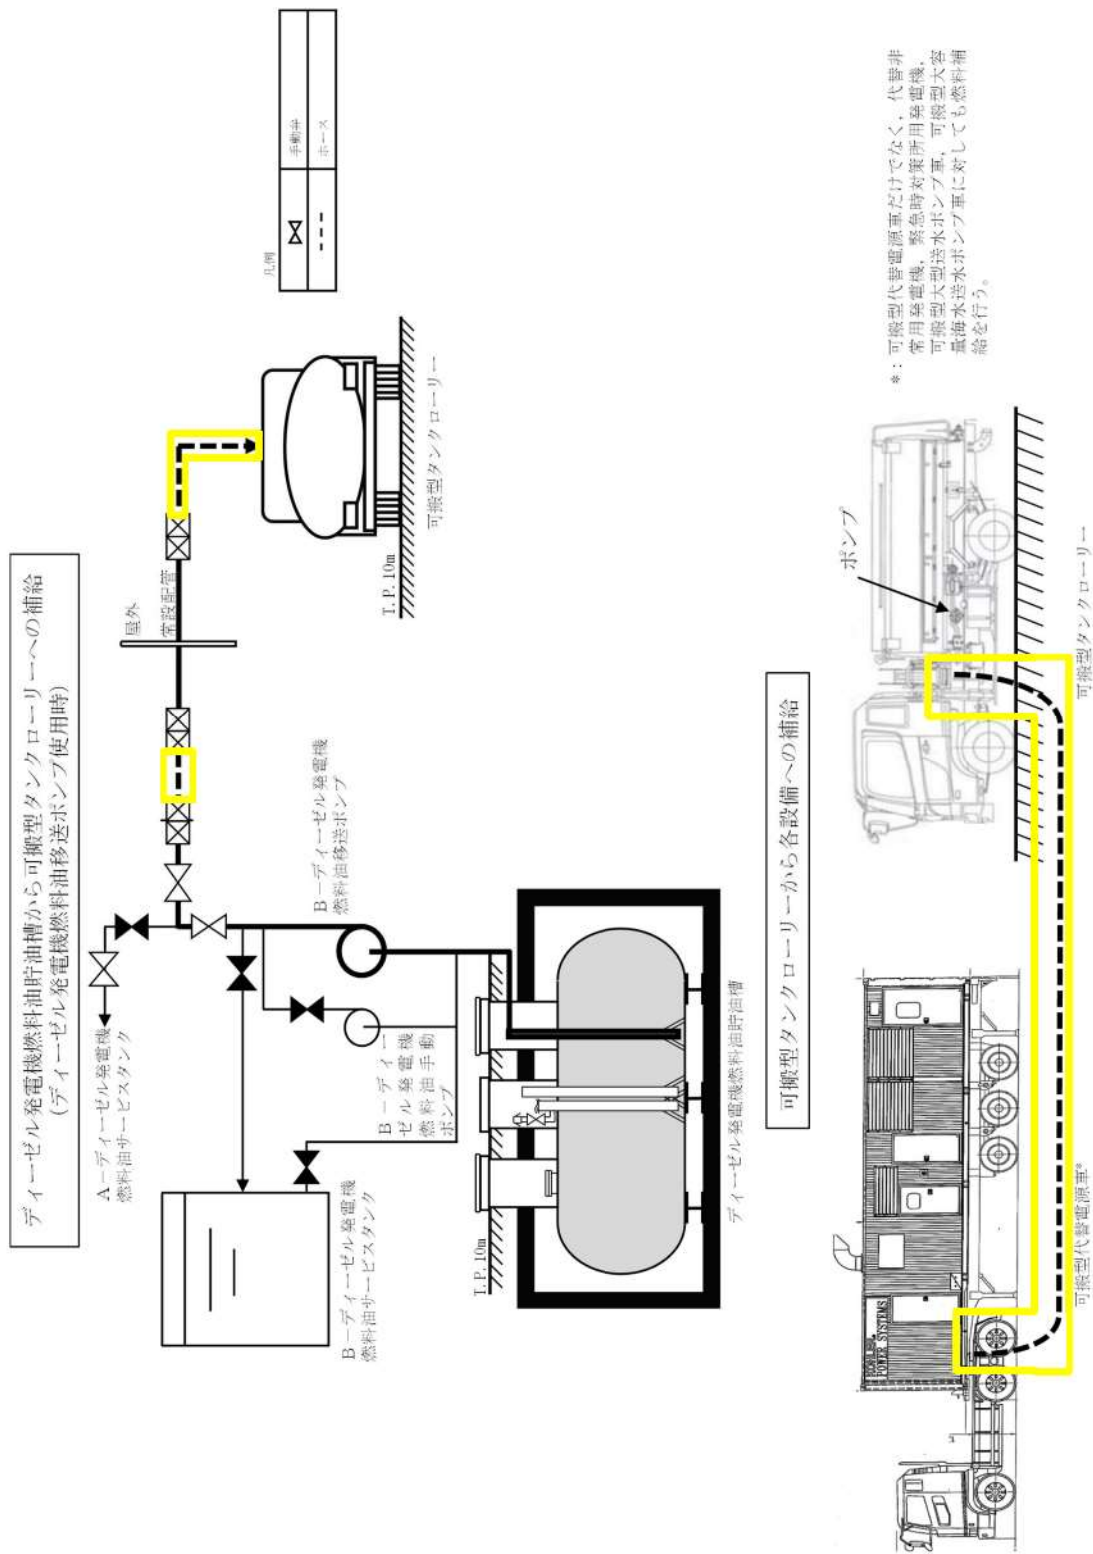 ディーゼル発電機燃料油貯油槽から可搬型タンクローリーへの補給
(ディーゼル発電機燃料油移送ポンプ使用時)
A－ディーゼル発電機
燃料油サービスタンク
屋外
常設配管
凡例
手動弁
ホース
B－ディーゼル発電機
燃料油移送ポンプ
T.P.10m
可搬型タンクローリー
B－ディーゼル発電機
燃料油サービスタンク
B－ディー
ゼル発電機
燃料油手動
ポンプ
T.P.10m
ディーゼル発電機燃料油貯油槽
可搬型タンクローリーから各設備への補給
ポンプ
KOHLER
POWER SYSTEMS
可搬型代替電源車*
可搬型タンクローリー
*：可搬型代替電源車だけでなく，代替非
常用発電機，緊急時対策所用発電機，
可搬型大型送水ポンプ車，可搬型大容
量海水送水ポンプ車に対しても燃料補
給を行う。